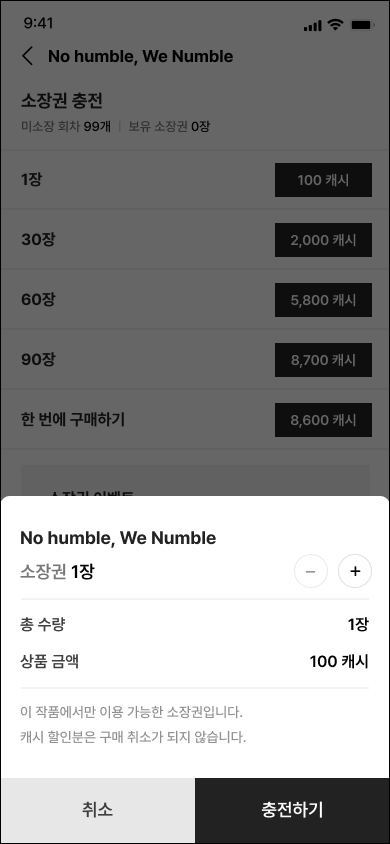 9:41
No humble, We Numble
소장권 충전
미소장 회차 99개 | 보유 소장권 0장
1장 100 캐시
30장 2,000 캐시
60장 5,800 캐시
90장 8,700 캐시
한 번에 구매하기 8,600 캐시
소장권 이벤트
No humble, We Numble
소장권 1장
총 수량 1장
상품 금액 100 캐시
이 작품에서만 이용 가능한 소장권입니다.
캐시 할인분은 구매 취소가 되지 않습니다.
취소 충전하기